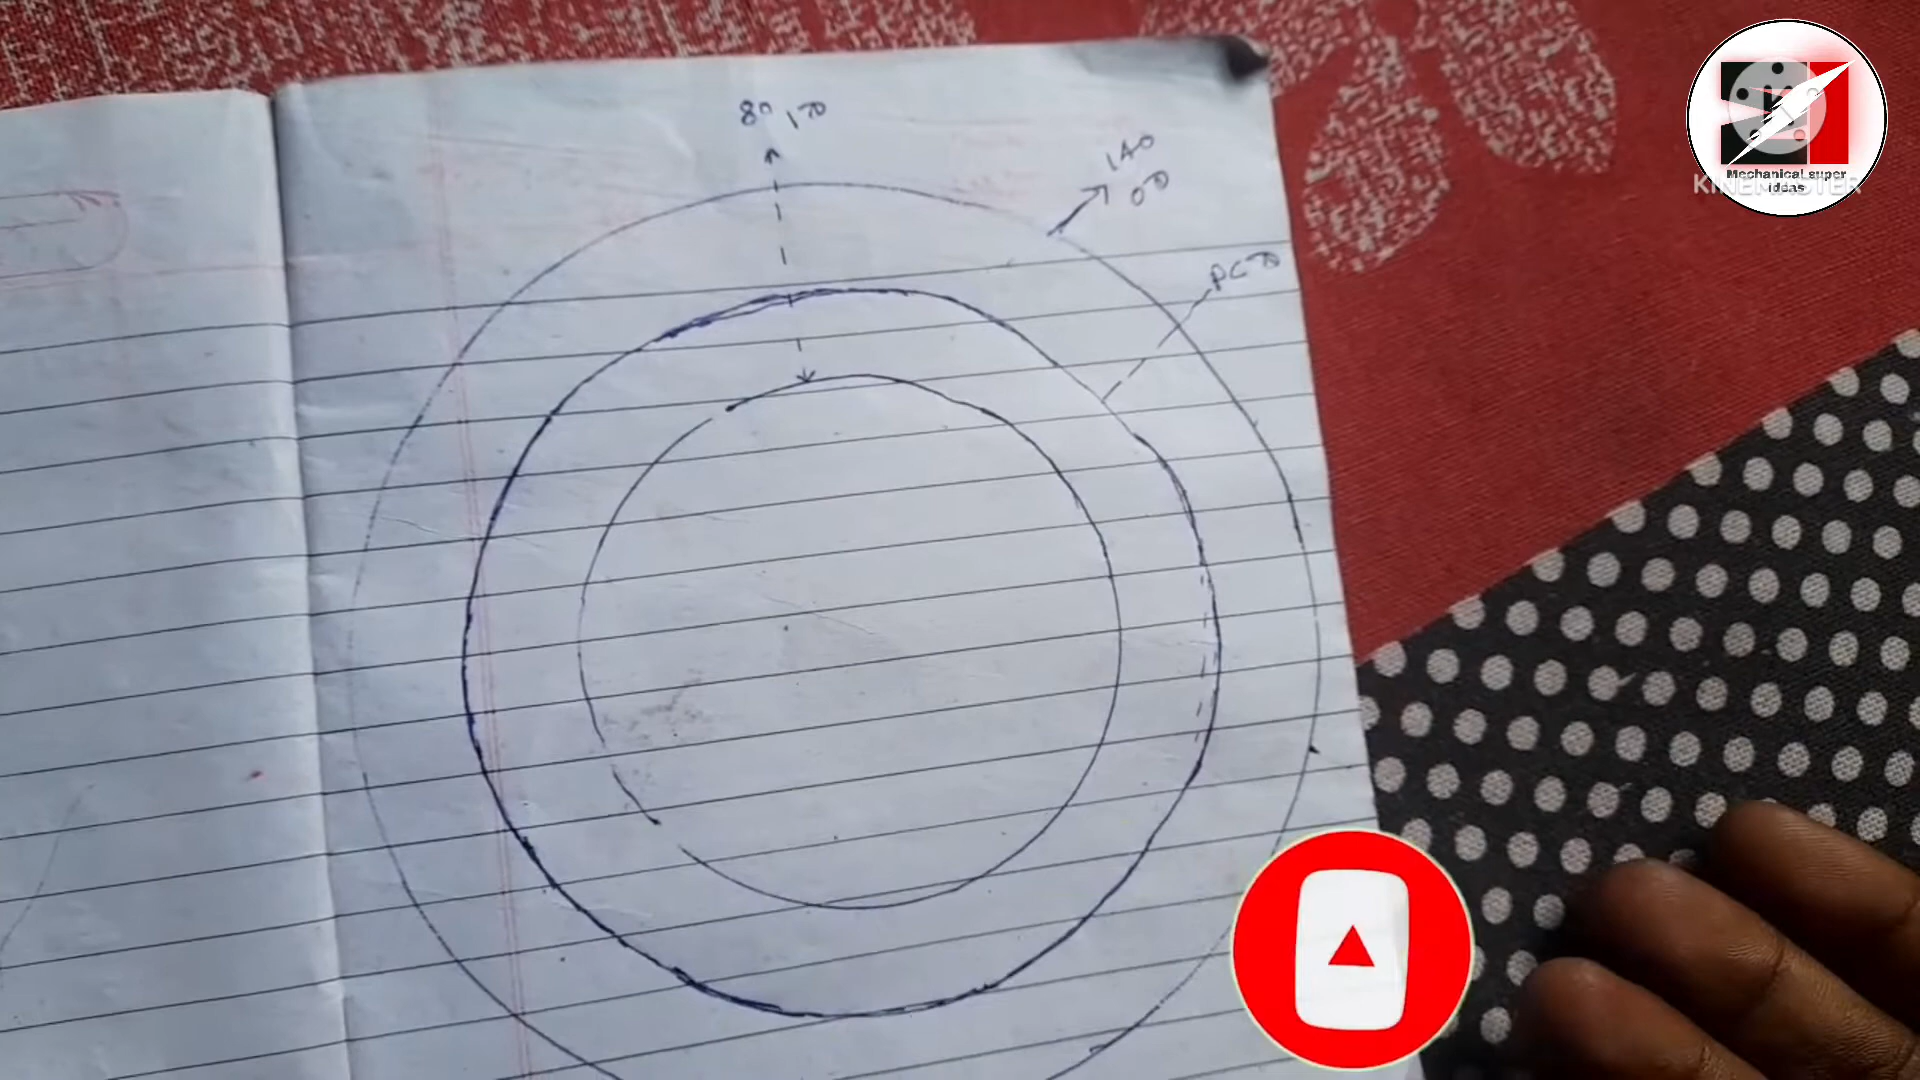 80 ID
140
OD
PCD
Mechanical super
ideas
KINEMASTER